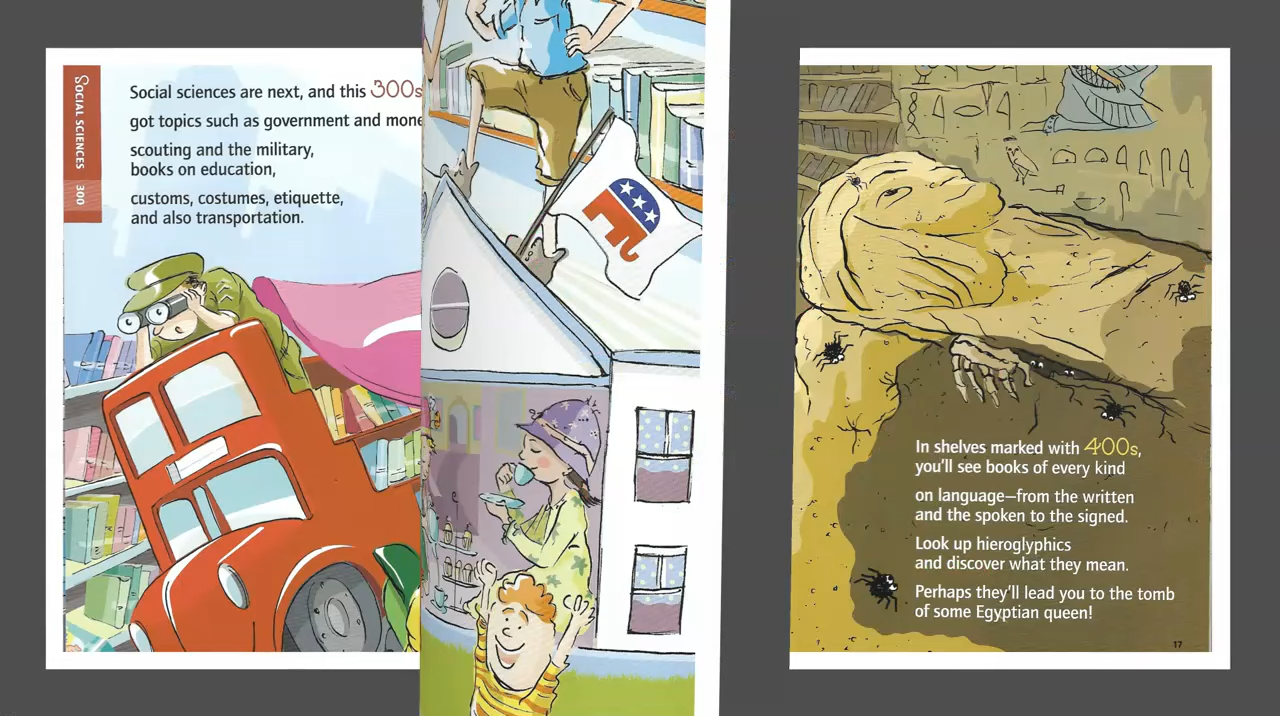 SOCIAL SCIENCES 300
Social sciences are next, and this 300s
got topics such as government and mone
scouting and the military,
books on education,
customs, costumes, etiquette,
and also transportation.
In shelves marked with 400s,
you'll see books of every kind
on language—from the written
and the spoken to the signed.
Look up hieroglyphics
and discover what they mean.
Perhaps they'll lead you to the tomb
of some Egyptian queen!
17